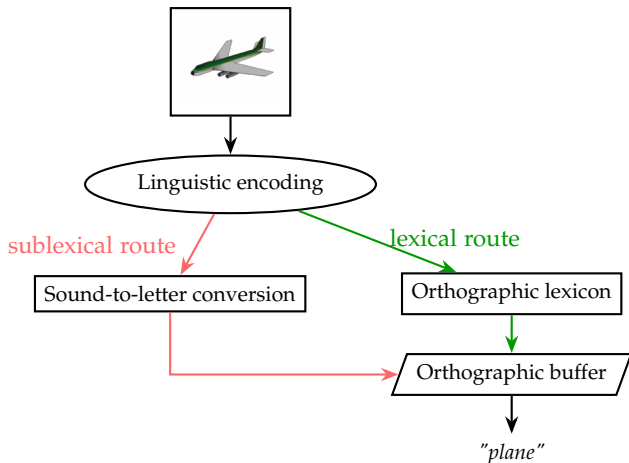 Linguistic encoding
sublexical route
lexical route
Sound-to-letter conversion
Orthographic lexicon
Orthographic buffer
"plane"